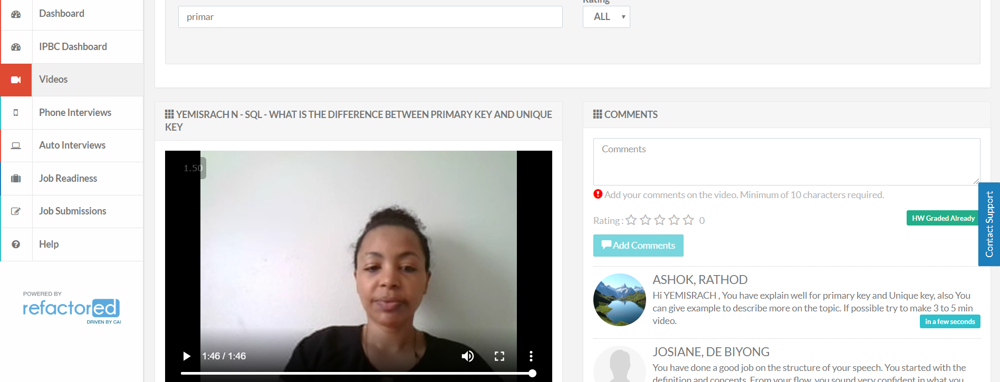 Dashboard
IPBC Dashboard
Videos
Phone Interviews
Auto Interviews
Job Readiness
Job Submissions
Help
POWERED BY
refactored
DRIVEN BY CAI
Rating
primar
ALL
YEMISRACH N - SQL - WHAT IS THE DIFFERENCE BETWEEN PRIMARY KEY AND UNIQUE
KEY
1.50
1:46 / 1:46
COMMENTS
Comments
Add your comments on the video. Minimum of 10 characters required.
Rating : 0
HW Graded Already
Add Comments
Contact Support
ASHOK, RATHOD
Hi YEMISRACH , You have explain well for primary key and Unique key, also You
can give example to describe more on the topic. If possible try to make 3 to 5 min
video.
in a few seconds
JOSIANE, DE BIYONG
You have done a good job on the structure of your speech. You started with the
definition and concepts. From your flow, you sound very confident in what you